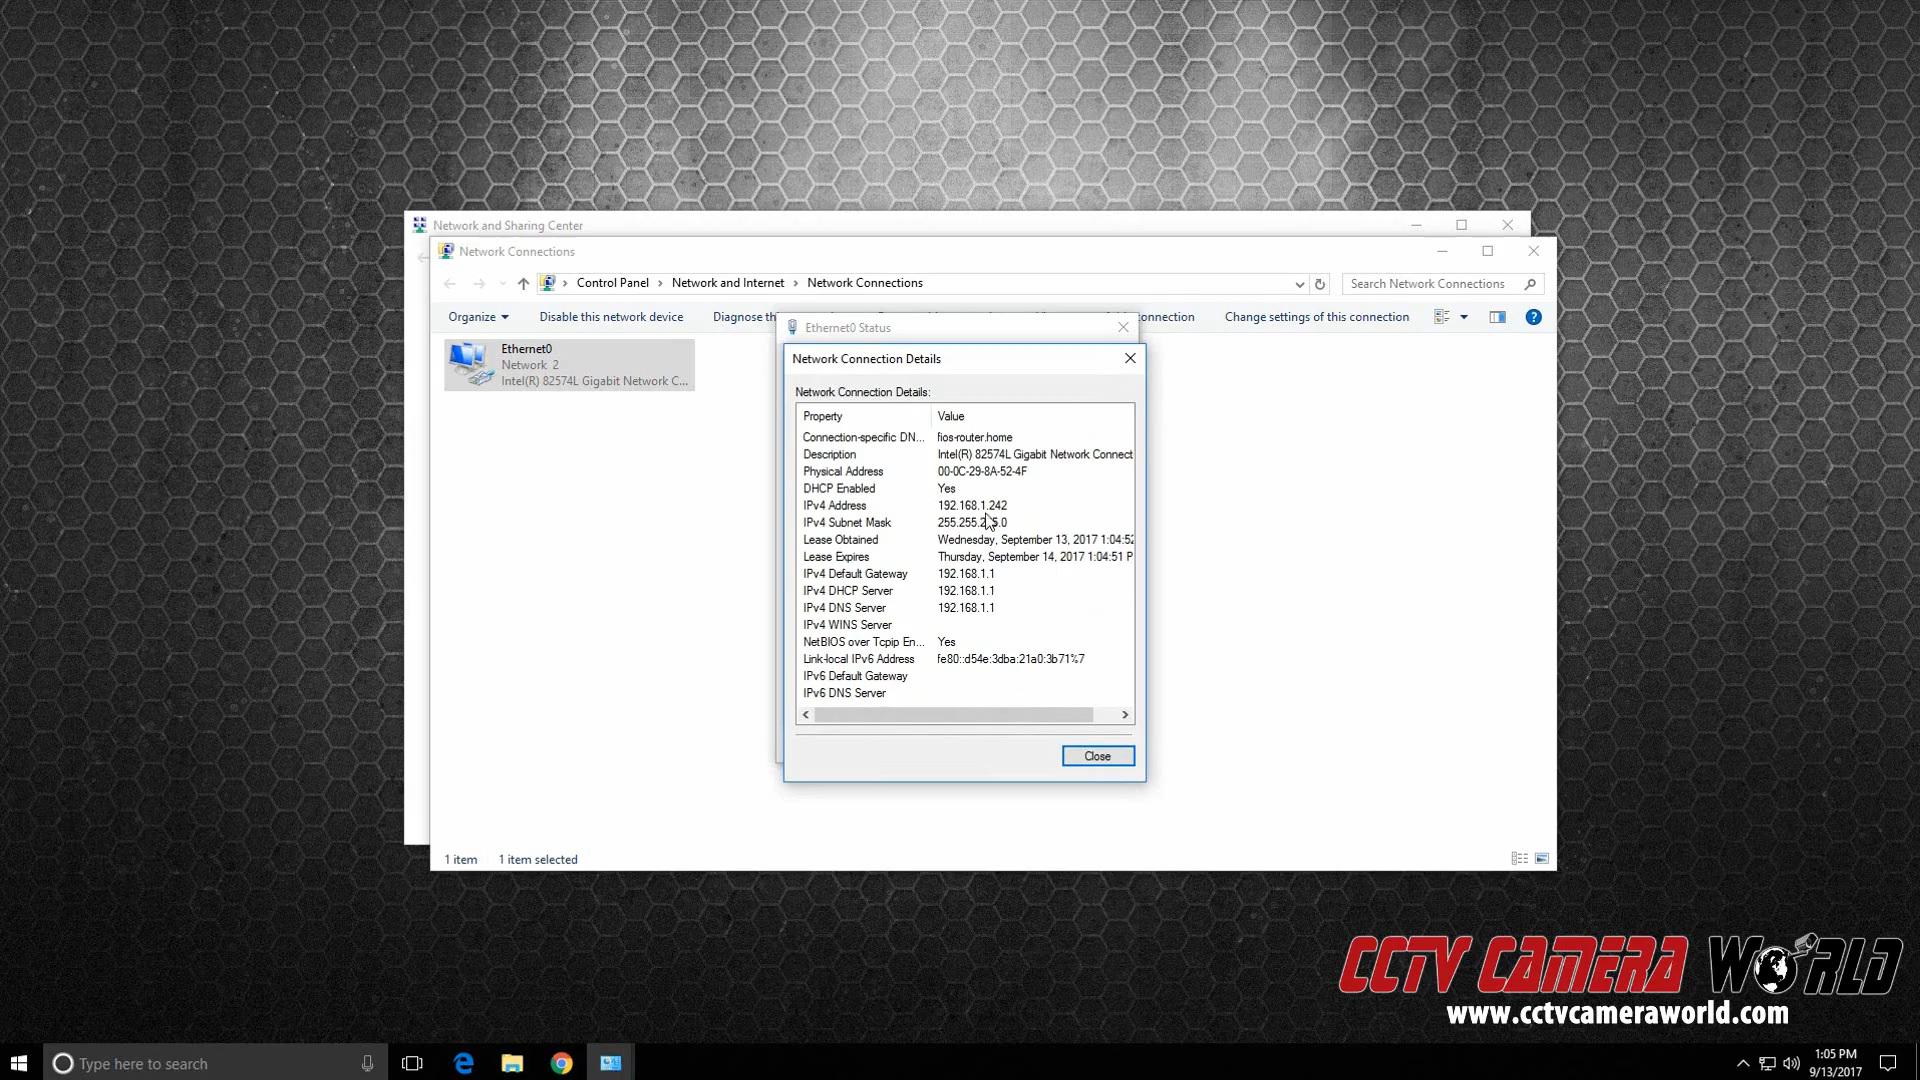 Network and Sharing Center
Network Connections
Control Panel › Network and Internet › Network Connections
Search Network Connections
Organize
Disable this network device
Diagnose th
onnection
Change settings of this connection
Ethernet0
Network 2
Intel(R) 82574L Gigabit Network C...
Ethernet0 Status
Network Connection Details
Network Connection Details:
Property Value
Connection-specific DN... fios-router.home
Description Intel(R) 82574L Gigabit Network Connect
Physical Address 00-0C-29-8A-52-4F
DHCP Enabled Yes
IPv4 Address 192.168.1.242
IPv4 Subnet Mask 255.255.255.0
Lease Obtained Wednesday, September 13, 2017 1:04:52
Lease Expires Thursday, September 14, 2017 1:04:51 P
IPv4 Default Gateway 192.168.1.1
IPv4 DHCP Server 192.168.1.1
IPv4 DNS Server 192.168.1.1
IPv4 WINS Server
NetBIOS over Tcpip En... Yes
Link-local IPv6 Address fe80::d54e:3dba:21a0:3b71%7
IPv6 Default Gateway
IPv6 DNS Server
Close
1 item 1 item selected
CCTV CAMERA WORLD
www.cctvcameraworld.com
Type here to search
1:05 PM
9/13/2017